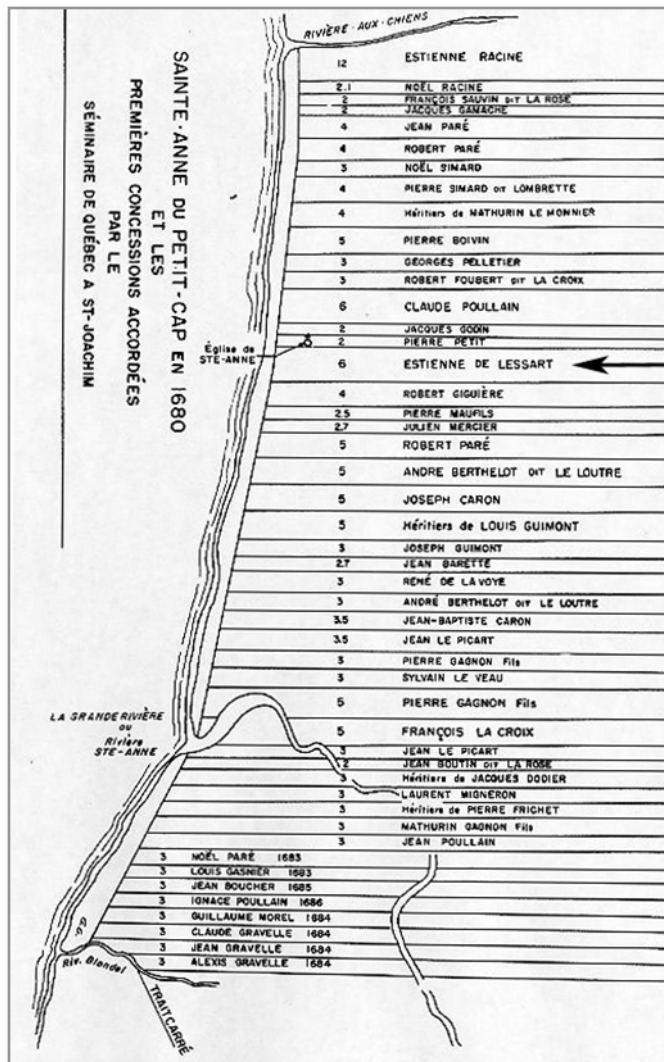 RIVIÈRE-AUX-CHIENS
SAINTE-ANNE DU PETIT-CAP EN 1680
ET LES
PREMIÈRES CONCESSIONS ACCORDÉES
PAR LE
SÉMINAIRE DE QUÉBEC A ST-JOACHIM
12 ESTIENNE RACINE
2.1 NOËL RACINE
2 FRANÇOIS SAUVIN DIT LA ROSE
2 JACQUES GAMACHE
4 JEAN PARÉ
4 ROBERT PARÉ
3 NOËL SIMARD
4 PIERRE SIMARD DIT LOMBRETTE
4 Héritiers de MATHURIN LE MONNIER
5 PIERRE BOIVIN
3 GEORGES PELLETIER
3 ROBERT FOUBERT DIT LA CROIX
6 CLAUDE POULLAIN
2 JACQUES GODIN
Église de
STE-ANNE
2 PIERRE PETIT
6 ESTIENNE DE LESSART
4 ROBERT GIGUIÈRE
2.5 PIERRE MAUFILS
2.7 JULIEN MERCIER
5 ROBERT PARÉ
5 ANDRE BERTHELOT DIT LE LOUTRE
5 JOSEPH CARON
5 Héritiers de LOUIS GUIMONT
3 JOSEPH GUIMONT
2.7 JEAN BARETTE
3 RENÉ DE LA VOYE
3 ANDRÉ BERTHELOT DIT LE LOUTRE
3.5 JEAN-BAPTISTE CARON
3.5 JEAN LE PICART
3 PIERRE GAGNON Fils
3 SYLVAIN LE VEAU
5 PIERRE GAGNON Fils
LA GRANDE RIVIÈRE
ou
Rivière
STE-ANNE
5 FRANÇOIS LA CROIX
3 JEAN LE PICART
1.2 JEAN BOUTIN DIT LA ROSE
3 Héritiers de JACQUES DODIER
3 LAURENT MIGNERON
3 Héritiers de PIERRE FRICHET
3 MATHURIN GAGNON Fils
3 JEAN POULLAIN
3 NOËL PARÉ 1683
3 LOUIS GASNIER 1683
3 JEAN BOUCHER 1685
3 IGNACE POULLAIN 1686
3 GUILLAUME MOREL 1684
3 CLAUDE GRAVELLE 1684
3 JEAN GRAVELLE 1684
3 ALEXIS GRAVELLE 1684
Riv. Blondel
TRAIT CARRÉ